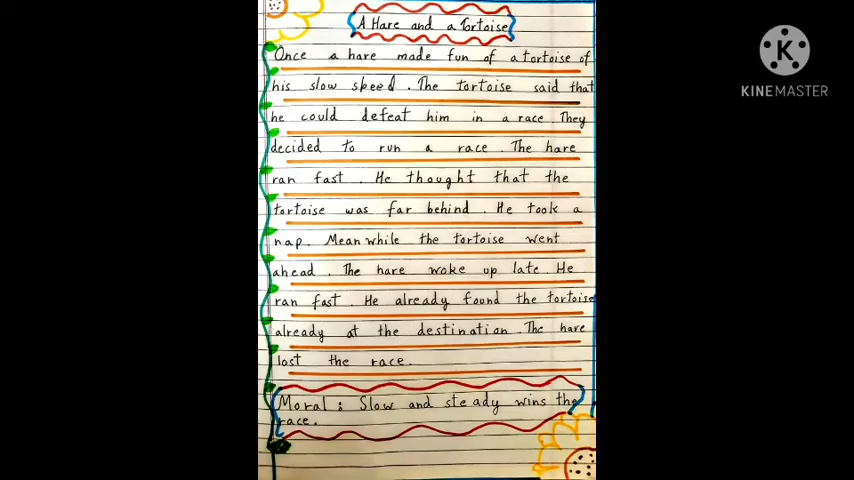 A Hare and a Tortoise
Once a hare made fun of a tortoise of
his slow speed. The tortoise said that
he could defeat him in a race. They
decided to run a race. The hare
ran fast. He thought that the
tortoise was far behind. He took a
nap. Meanwhile the tortoise went
ahead. The hare woke up late. He
ran fast. He already found the tortoise
already at the destination. The hare
lost the race.
Moral: Slow and steady wins the
race.
K
KINEMASTER